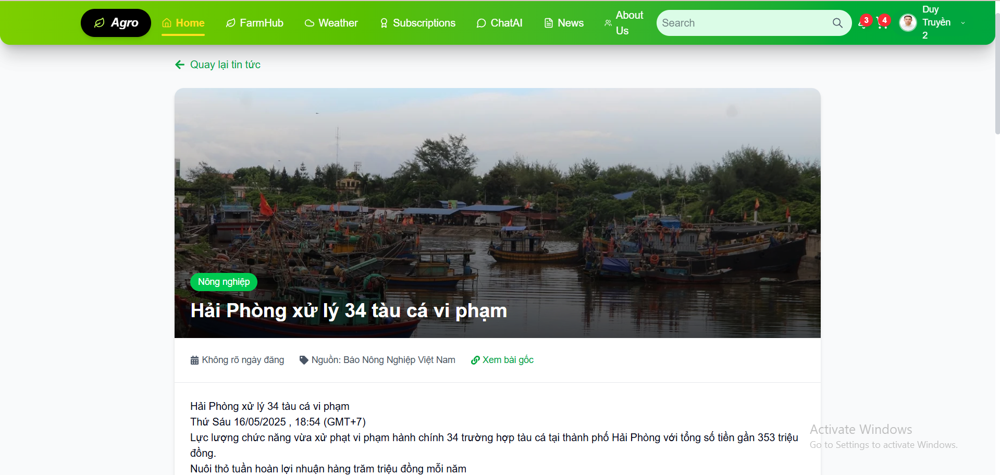 Agro
Home
FarmHub
Weather
Subscriptions
ChatAI
News
About
Us
Search
3
4
Duy
Truyền
2
Quay lại tin tức
Nông nghiệp
Hải Phòng xử lý 34 tàu cá vi phạm
Không rõ ngày đăng
Nguồn: Báo Nông Nghiệp Việt Nam
Xem bài gốc
Hải Phòng xử lý 34 tàu cá vi phạm
Thứ Sáu 16/05/2025 , 18:54 (GMT+7)
Lực lượng chức năng vừa xử phạt vi phạm hành chính 34 trường hợp tàu cá tại thành phố Hải Phòng với tổng số tiền gần 353 triệu
đồng.
Nuôi thỏ tuần hoàn lợi nhuận hàng trăm triệu đồng mỗi năm
Activate Windows
Go to Settings to activate Windows.